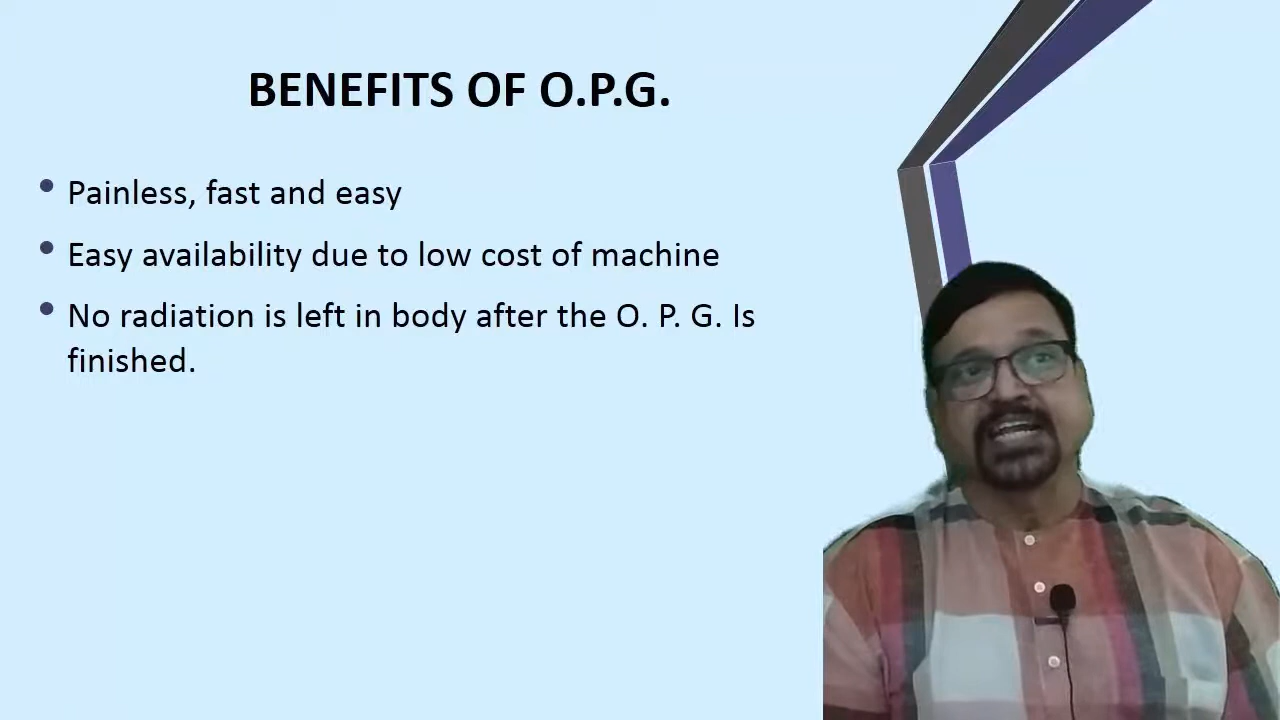 BENEFITS OF O.P.G.
• Painless, fast and easy
• Easy availability due to low cost of machine
• No radiation is left in body after the O. P. G. Is
finished.